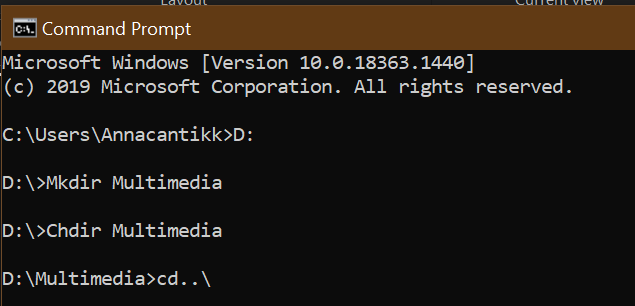 Layout
Current view
C:\. Command Prompt
Microsoft Windows [Version 10.0.18363.1440]
(c) 2019 Microsoft Corporation. All rights reserved.
C:\Users\Annacantikk>D:
D:\>Mkdir Multimedia
D:\>Chdir Multimedia
D:\Multimedia>cd..\